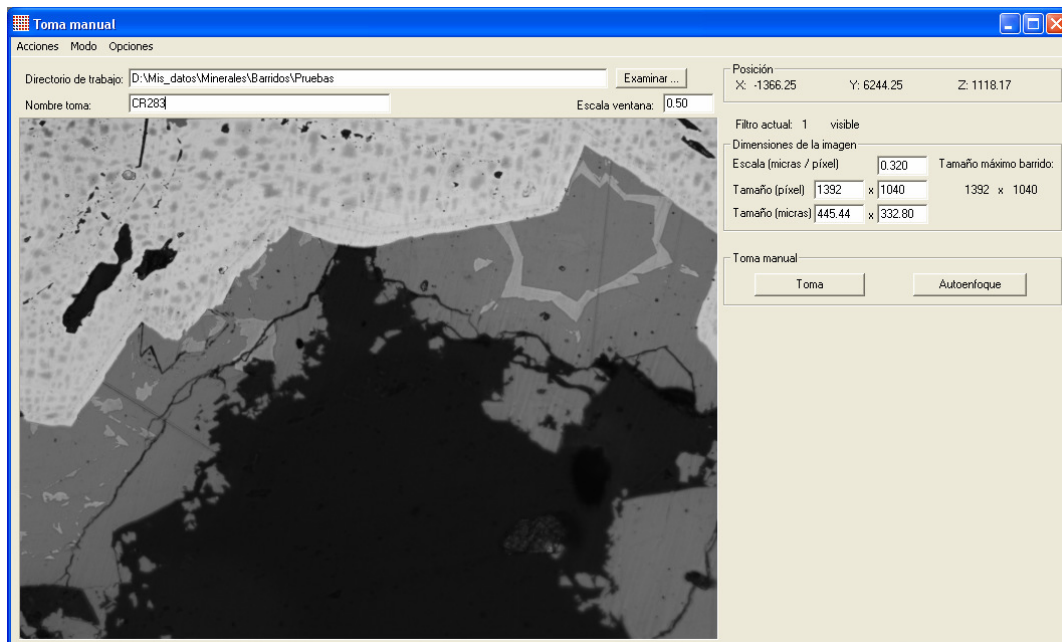 Toma manual
Acciones Modo Opciones
Directorio de trabajo: D:\Mis_datos\Minerales\Barridos\Pruebas Examinar ...
Nombre toma: CR283 Escala ventana: 0.50
Posición
X: -1366.25 Y: 6244.25 Z: 1118.17
Filtro actual: 1 visible
Dimensiones de la imagen
Escala (micras / píxel) 0.320 Tamaño máximo barrido:
Tamaño (píxel) 1392 x 1040 1392 x 1040
Tamaño (micras) 445.44 x 332.80
Toma manual
Toma Autoenfoque